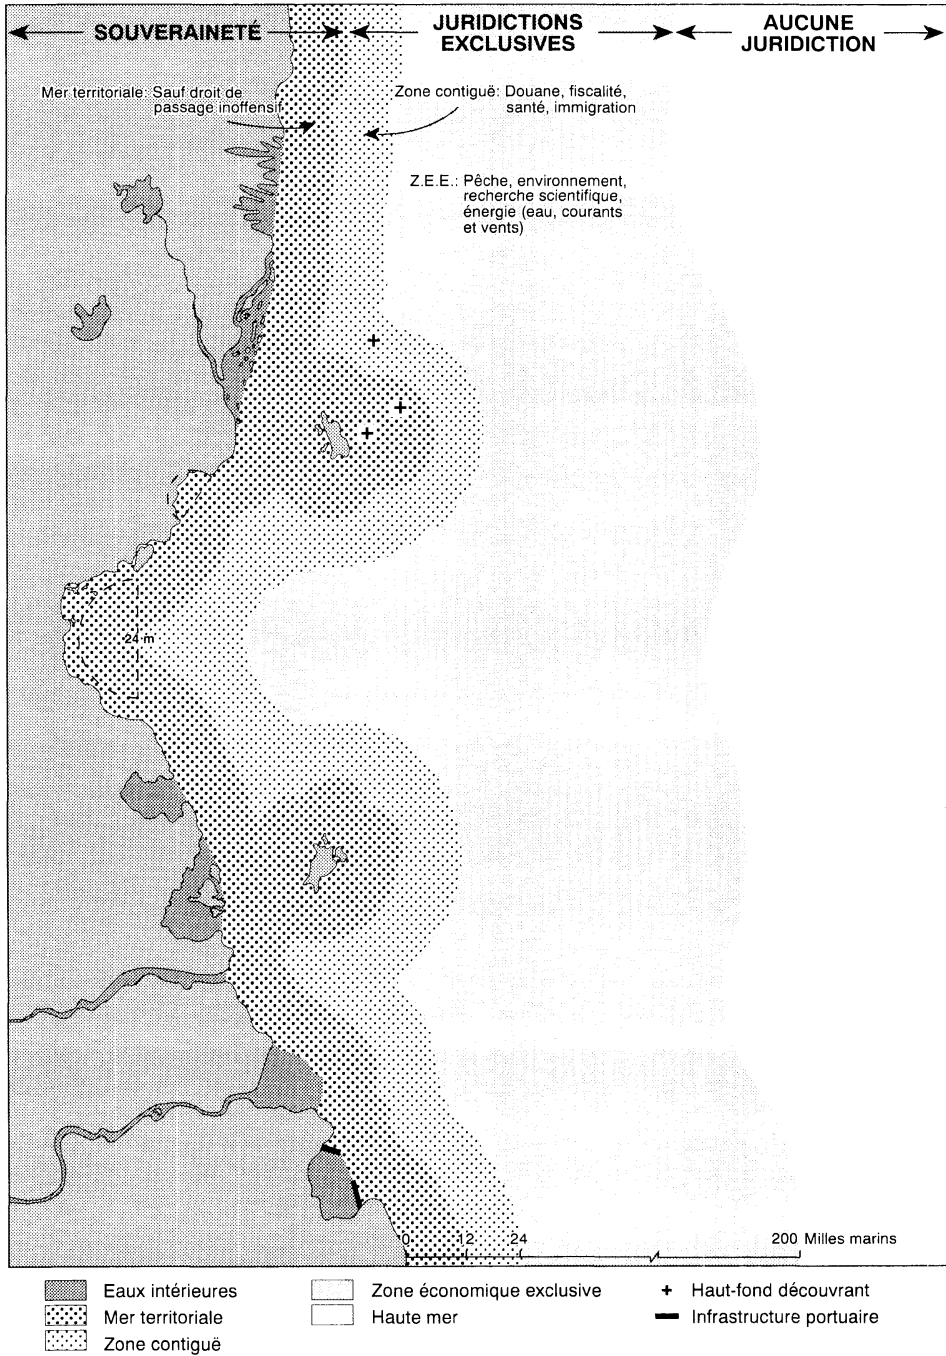 SOUVERAINETÉ
JURIDICTIONS
EXCLUSIVES
AUCUNE
JURIDICTION
Mer territoriale: Sauf droit de
passage inoffensif
Zone contiguë: Douane, fiscalité,
santé, immigration
Z.E.E.: Pêche, environnement,
recherche scientifique,
énergie (eau, courants
et vents)
24 m
0 12 24 200 Milles marins
Eaux intérieures
Mer territoriale
Zone contiguë
Zone économique exclusive
Haute mer
Haut-fond découvrant
Infrastructure portuaire